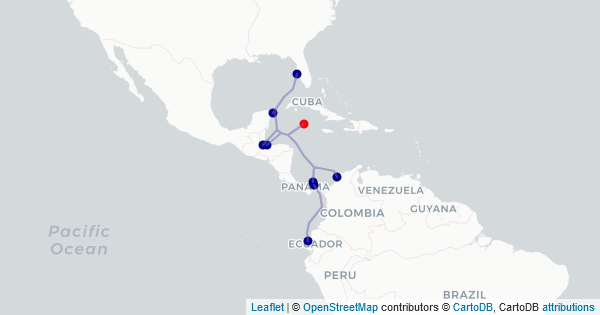 CUBA
PANAMA
VENEZUELA
GUYANA
COLOMBIA
Pacific
Ocean
ECUADOR
PERU
BRAZIL
Leaflet | © OpenStreetMap contributors © CartoDB, CartoDB attributions